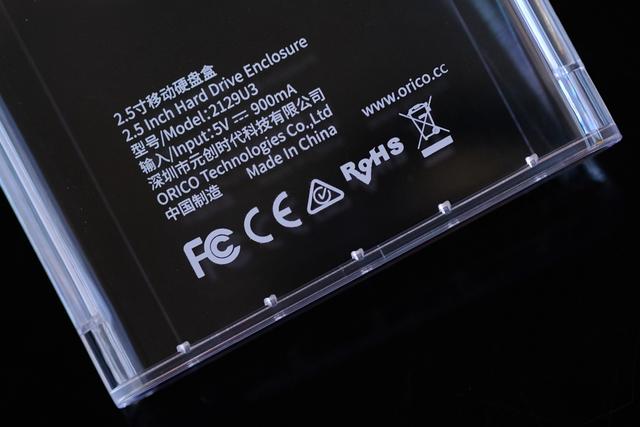 2.5寸移动硬盘盒
2.5 Inch Hard Drive Enclosure
型号/Model:2129U3
输入/Input:5V ⎓ 900mA
深圳市元创时代科技有限公司
ORICO Technologies Co.,Ltd
中国制造 Made In China
www.orico.cc
FC CE RoHS